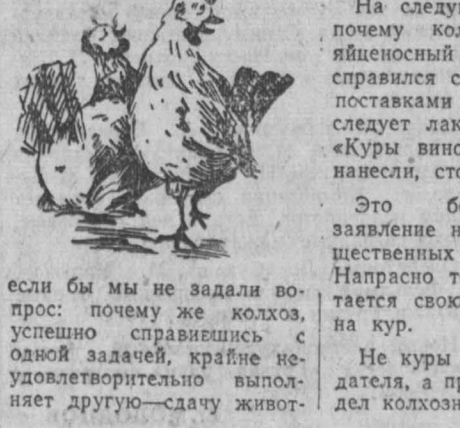 если бы мы не задали во-
прос: почему же колхоз,
успешно справившись с
одной задачей, крайне не-
удовлетворительно выпол-
няет другую—сдачу живот-
На следу
почему кол
яйценосный
справился с
поставками
следует лак
«Куры вино
нанесли, сто
Это б
заявление н
щественных
Напрасно т
тается свою
на кур.
Не куры
дателя, а пр
дел колхозн